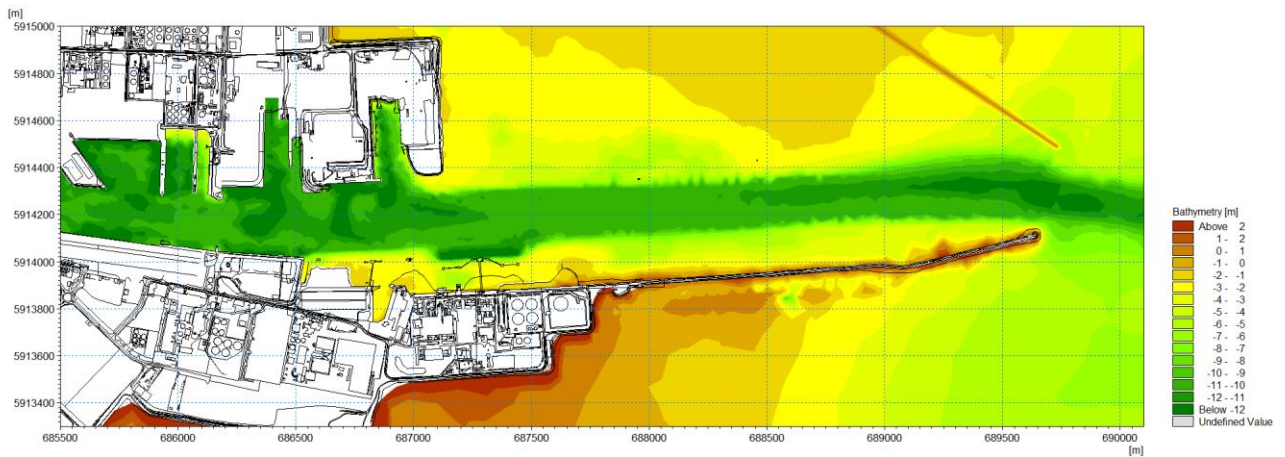 [m]
5915000
5914800
5914600
5914400
5914200
5914000
5913800
5913600
5913400
685500 686000 686500 687000 687500 688000 688500 689000 689500 690000
[m]
Bathymetry [m]
Above 2
1 - 2
0 - 1
-1 - 0
-2 - -1
-3 - -2
-4 - -3
-5 - -4
-6 - -5
-7 - -6
-8 - -7
-9 - -8
-10 - -9
-11 - -10
-12 - -11
Below -12
Undefined Value